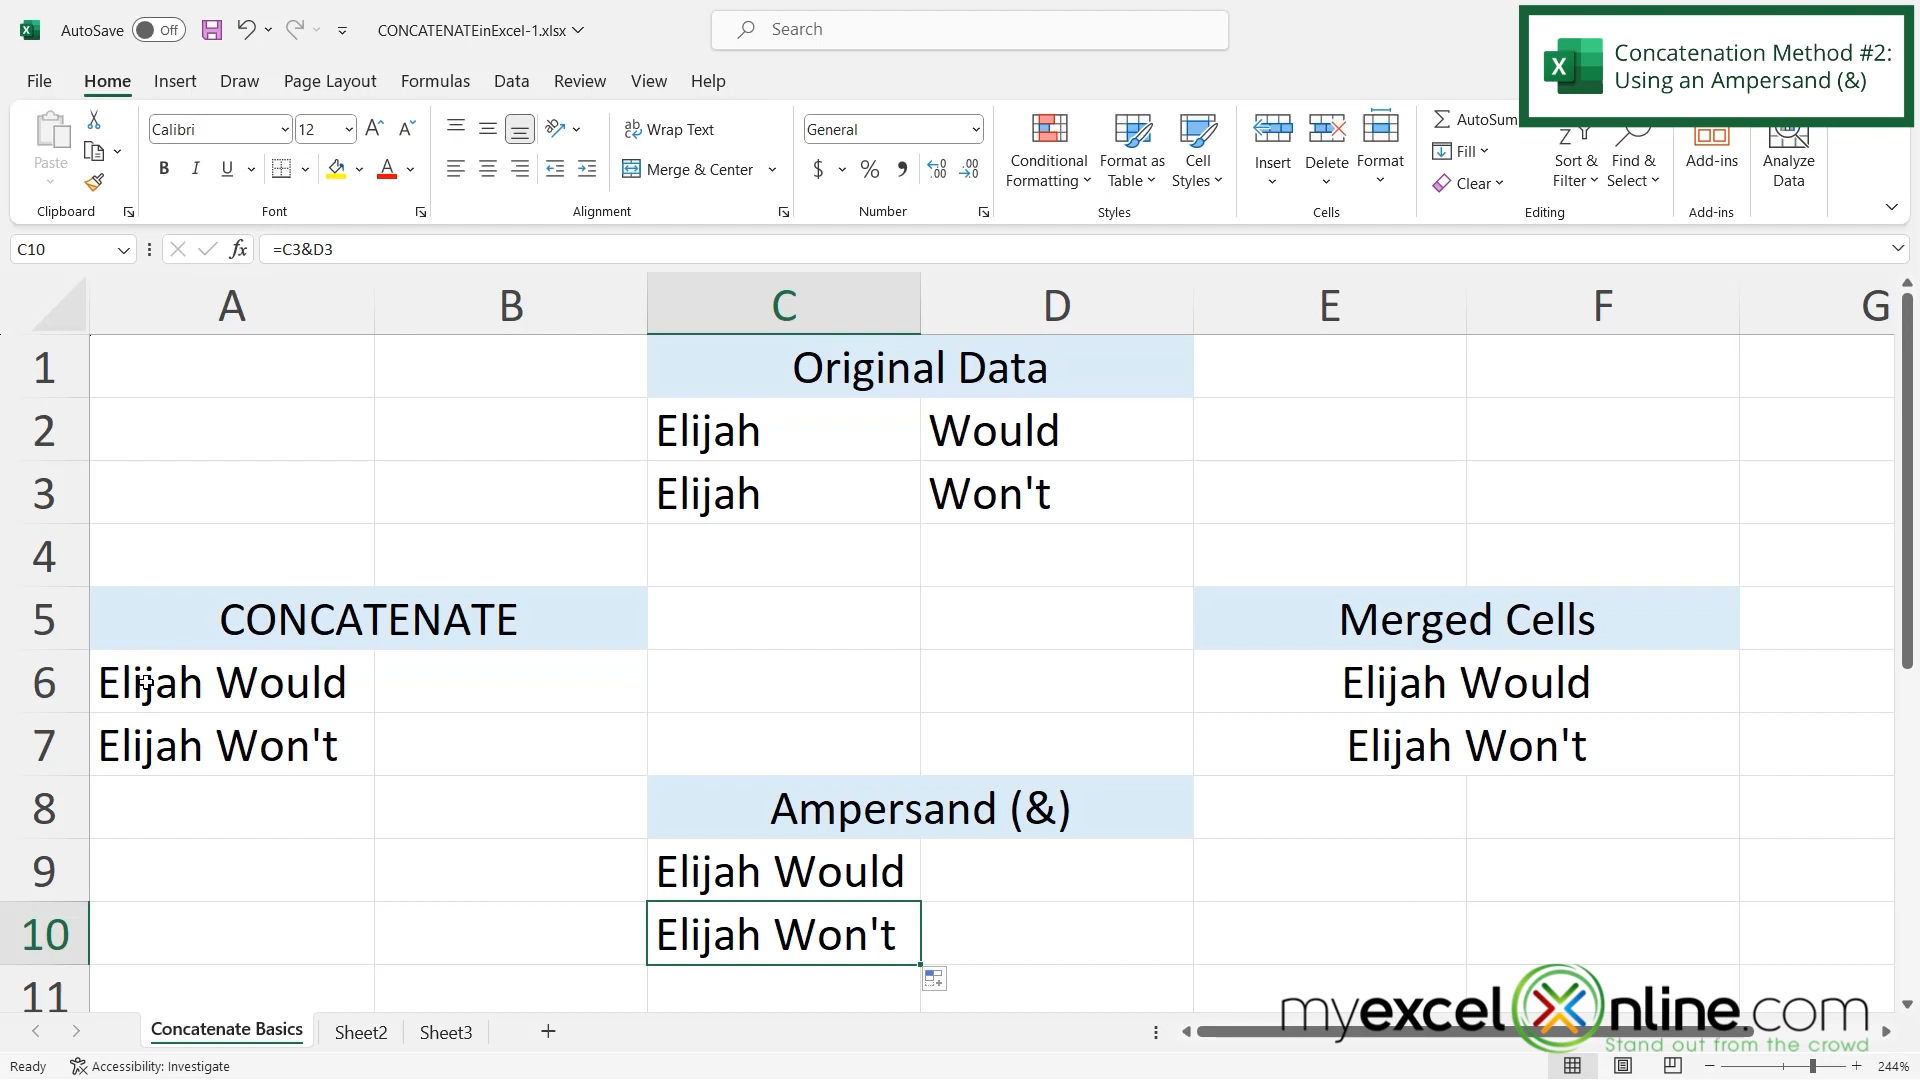 AutoSave Off CONCATENATEinExcel-1.xlsx Search
Concatenation Method #2:
Using an Ampersand (&)
File Home Insert Draw Page Layout Formulas Data Review View Help
Paste
Calibri 12
B I U
Wrap Text
Merge & Center
General
$ %
Conditional
Formatting
Format as
Table
Cell
Styles
Insert Delete Format
AutoSum
Fill
Clear
Sort &
Filter
Find &
Select
Add-ins
Analyze
Data
Clipboard Font Alignment Number Styles Cells Editing Add-ins
C10 fx =C3&D3
A B C D E F G
1 Original Data
2 Elijah Would
3 Elijah Won't
4
5 CONCATENATE Merged Cells
6 Elijah Would Elijah Would
7 Elijah Won't Elijah Won't
8 Ampersand (&)
9 Elijah Would
10 Elijah Won't
11
myexcelonline.com
Stand out from the crowd
Concatenate Basics Sheet2 Sheet3
Ready Accessibility: Investigate 244%